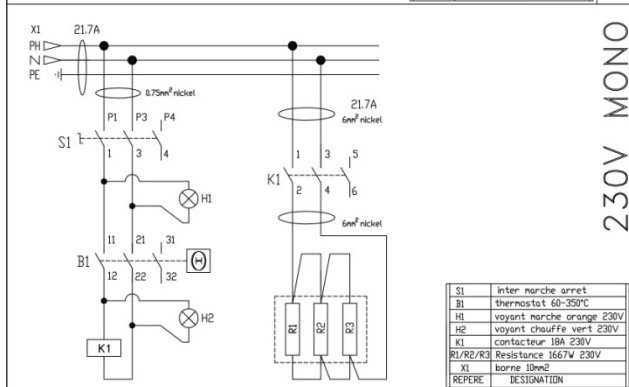 X1 21.7A
PH
N
PE
0.75mm² nickel
21.7A
6mm² nickel
P1 P3 P4
S1
1 3 4
H1
1 3 5
K1
2 4 6
6mm² nickel
11 21 31
B1 Θ
12 22 32
H2
K1
R1 R2 R3
230V MONO
S1 inter marche arret
B1 thermostat 60-350°C
H1 voyant marche orange 230V
H2 voyant chauffe vert 230V
K1 contacteur 18A 230V
R1/R2/R3 Resistance 1667W 230V
X1 borne 10mm2
REPERE DESIGNATION